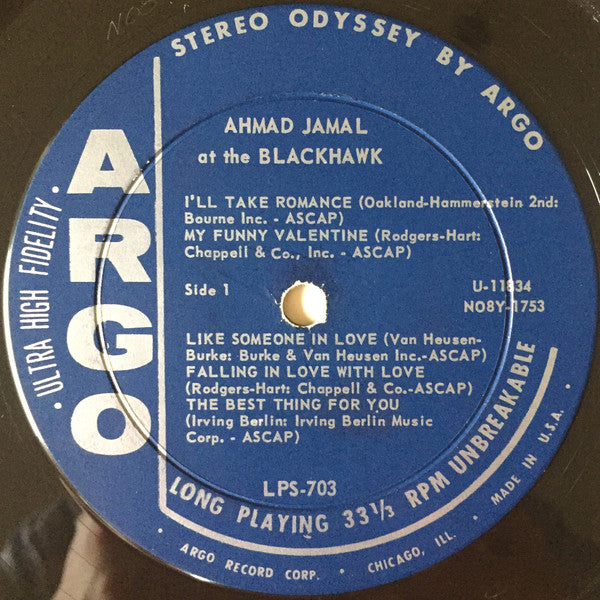 STEREO ODYSSEY BY ARGO
AHMAD JAMAL
at the BLACKHAWK
ARGO
• ULTRA HIGH FIDELITY •
I'LL TAKE ROMANCE (Oakland-Hammerstein 2nd:
Bourne Inc. - ASCAP)
MY FUNNY VALENTINE (Rodgers-Hart:
Chappell & Co., Inc. - ASCAP)
Side 1
U-11834
NO8Y-1753
LIKE SOMEONE IN LOVE (Van Heusen-
Burke: Burke & Van Heusen Inc.-ASCAP)
FALLING IN LOVE WITH LOVE
(Rodgers-Hart: Chappell & Co.-ASCAP)
THE BEST THING FOR YOU
(Irving Berlin: Irving Berlin Music
Corp. - ASCAP)
LPS-703
LONG PLAYING 33⅓ RPM UNBREAKABLE
• ARGO RECORD CORP. • CHICAGO, ILL. • MADE IN U.S.A. •